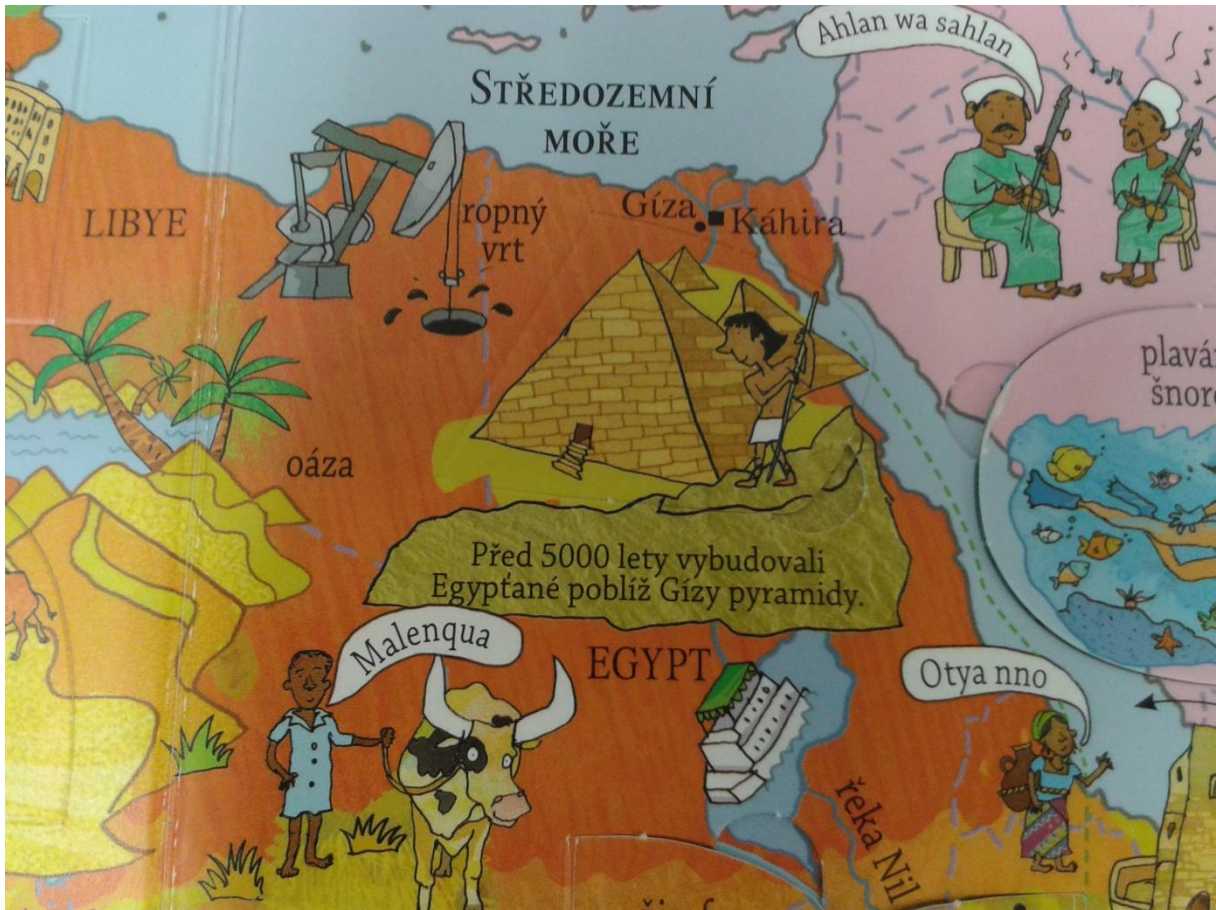 Ahlan wa sahlan
STŘEDOZEMNÍ
MOŘE
LIBYE
ropný
vrt
Gíza
Káhira
oáza
Před 5000 lety vybudovali
Egypťané poblíž Gízy pyramidy.
Malenqua
EGYPT
Otya nno
řeka Nil